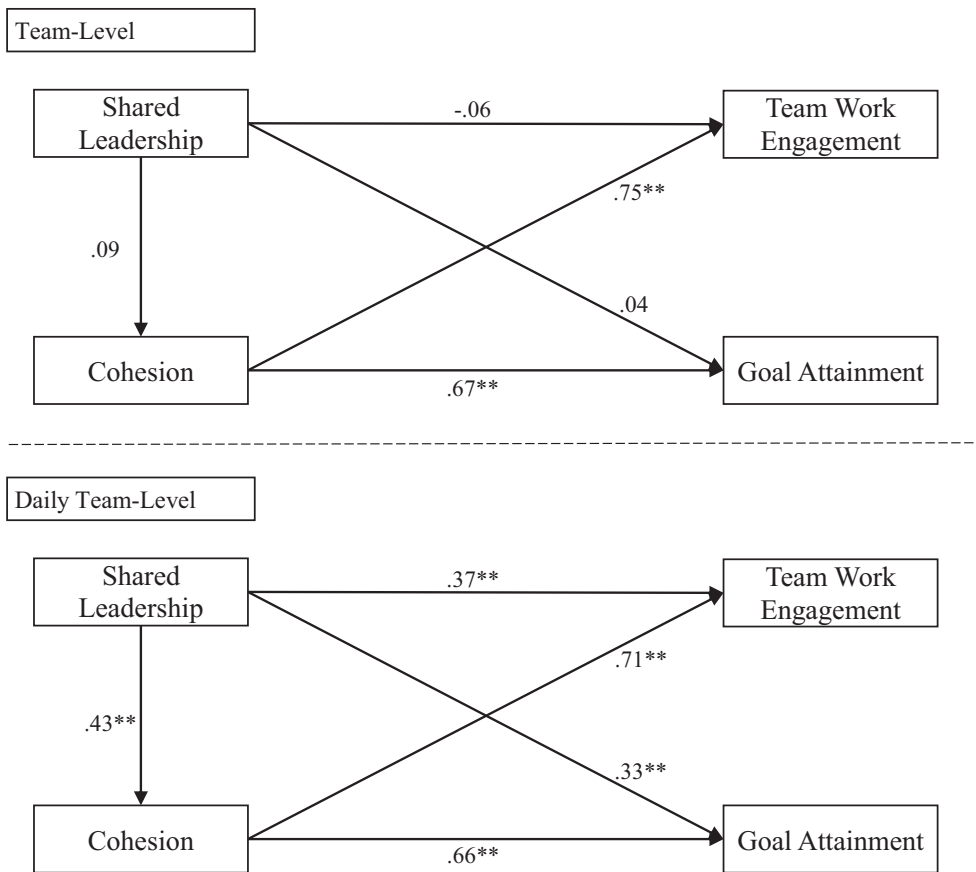 Team-Level
Shared
Leadership
-.06
Team Work
Engagement
.75**
.09
.04
Cohesion
.67**
Goal Attainment
Daily Team-Level
Shared
Leadership
.37**
Team Work
Engagement
.71**
.43**
.33**
Cohesion
.66**
Goal Attainment